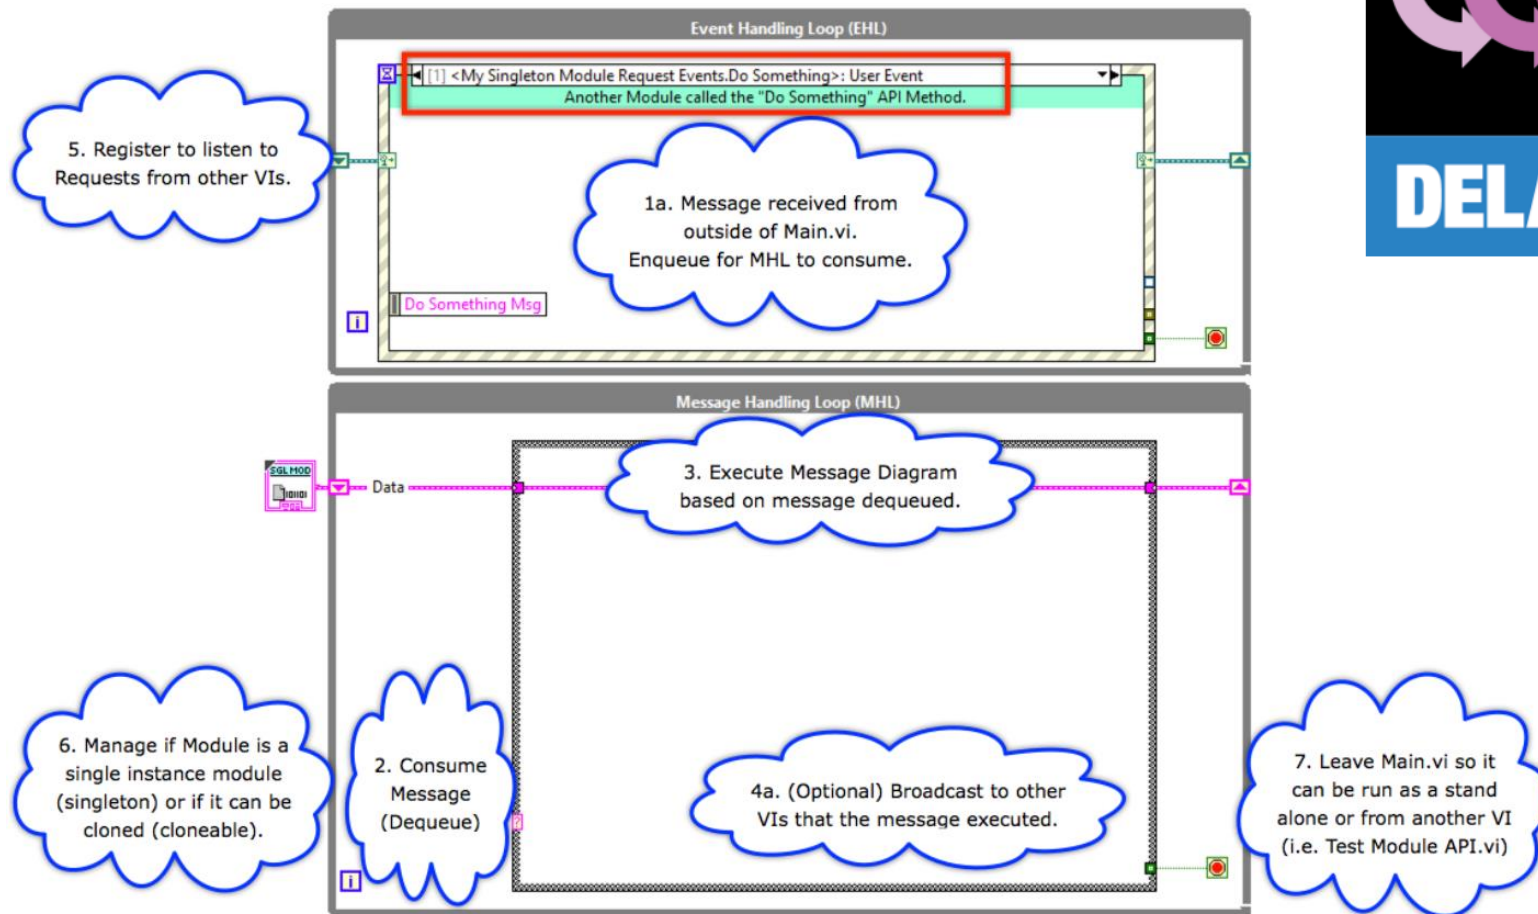 Event Handling Loop (EHL)
[1] <My Singleton Module Request Events.Do Something>: User Event
Another Module called the "Do Something" API Method.
5. Register to listen to
Requests from other VIs.
1a. Message received from
outside of Main.vi.
Enqueue for MHL to consume.
Do Something Msg
i
Message Handling Loop (MHL)
SGL MOD
Data
3. Execute Message Diagram
based on message dequeued.
6. Manage if Module is a
single instance module
(singleton) or if it can be
cloned (cloneable).
2. Consume
Message
(Dequeue)
?
4a. (Optional) Broadcast to other
VIs that the message executed.
7. Leave Main.vi so it
can be run as a stand
alone or from another VI
(i.e. Test Module API.vi)
i